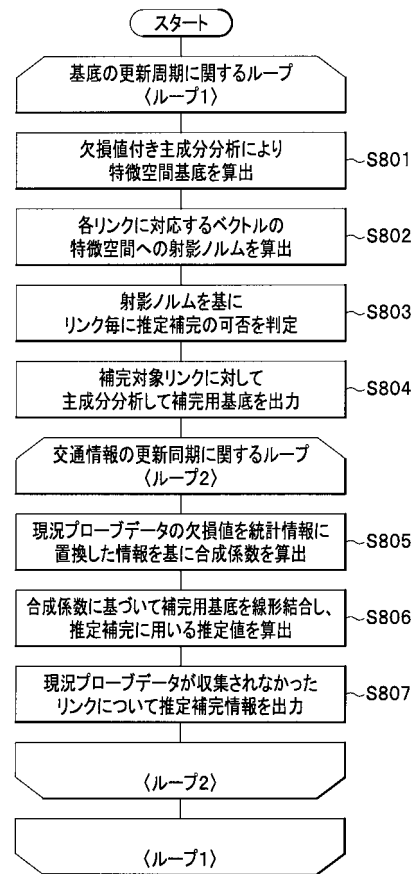 スタート
基底の更新周期に関するループ
〈ループ1〉
欠損値付き主成分分析により
特徴空間基底を算出
S801
各リンクに対応するベクトルの
特徴空間への射影ノルムを算出
S802
射影ノルムを基に
リンク毎に推定補完の可否を判定
S803
補完対象リンクに対して
主成分分析して補完用基底を出力
S804
交通情報の更新同期に関するループ
〈ループ2〉
現況プローブデータの欠損値を統計情報に
置換した情報を基に合成係数を算出
S805
合成係数に基づいて補完用基底を線形結合し、
推定補完に用いる推定値を算出
S806
現況プローブデータが収集されなかった
リンクについて推定補完情報を出力
S807
〈ループ2〉
〈ループ1〉